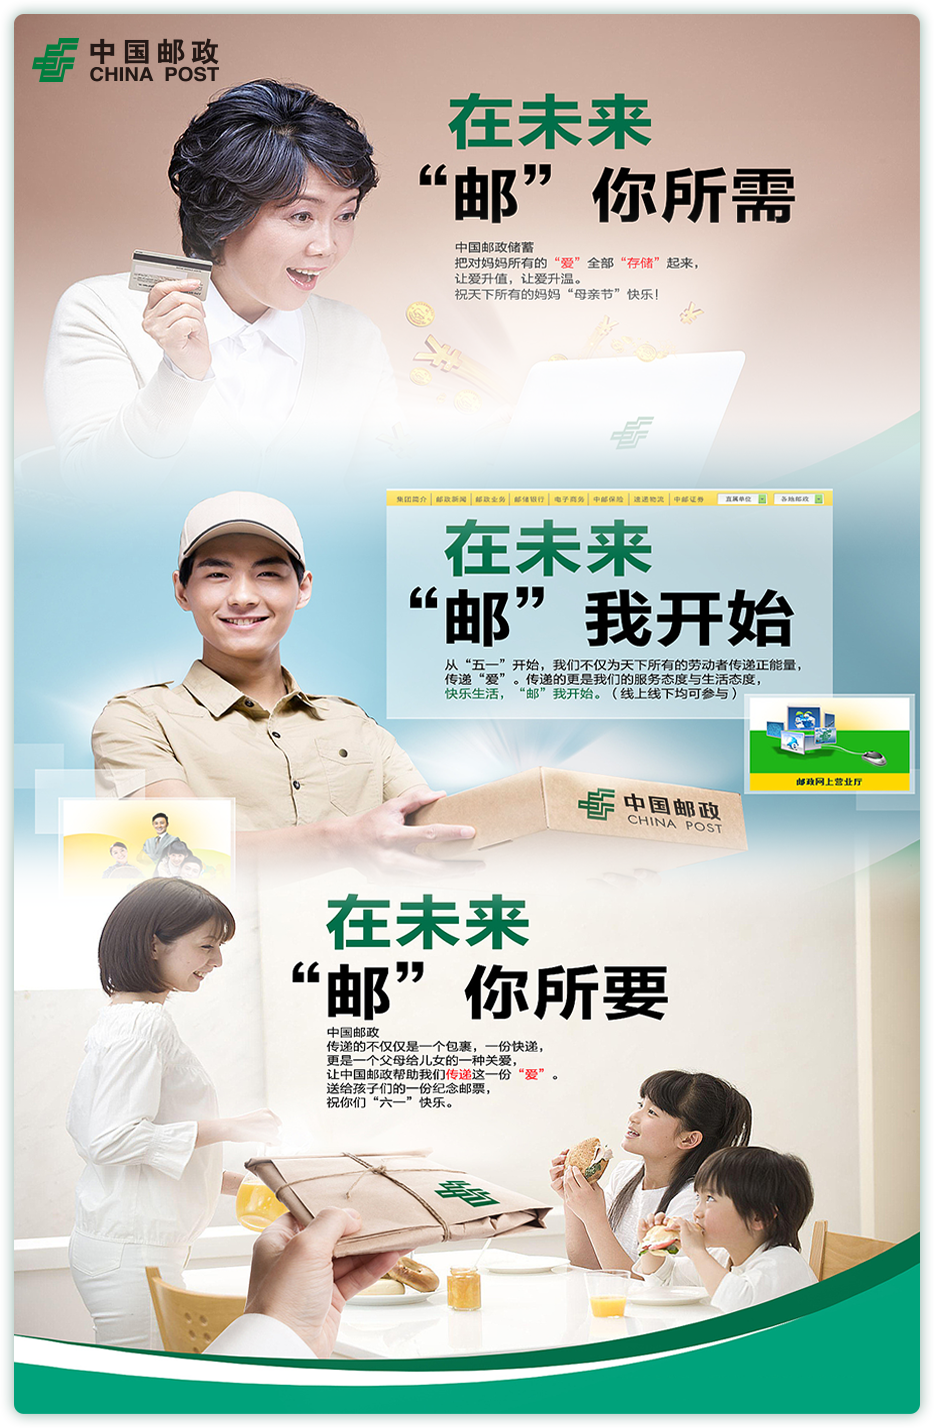 中国邮政
CHINA POST
在未来
“邮”你所需
中国邮政储蓄
把对妈妈所有的“爱”全部“存储”起来，
让爱升值，让爱升温。
祝天下所有的妈妈“母亲节”快乐！
集团简介 邮政新闻 邮政业务 邮储银行 电子商务 中邮保险 速递物流 中邮证券 直属单位 各地邮政
在未来
“邮”我开始
从“五一”开始，我们不仅为天下所有的劳动者传递正能量，
传递“爱”。传递的更是我们的服务态度与生活态度，
快乐生活，“邮”我开始。（线上线下均可参与）
邮政网上营业厅
中国邮政
CHINA POST
在未来
“邮”你所要
中国邮政
传递的不仅仅是一个包裹，一份快递，
更是一个父母给儿女的一种关爱，
让中国邮政帮助我们传递这一份“爱”。
送给孩子们的一份纪念邮票，
祝你们“六一”快乐。